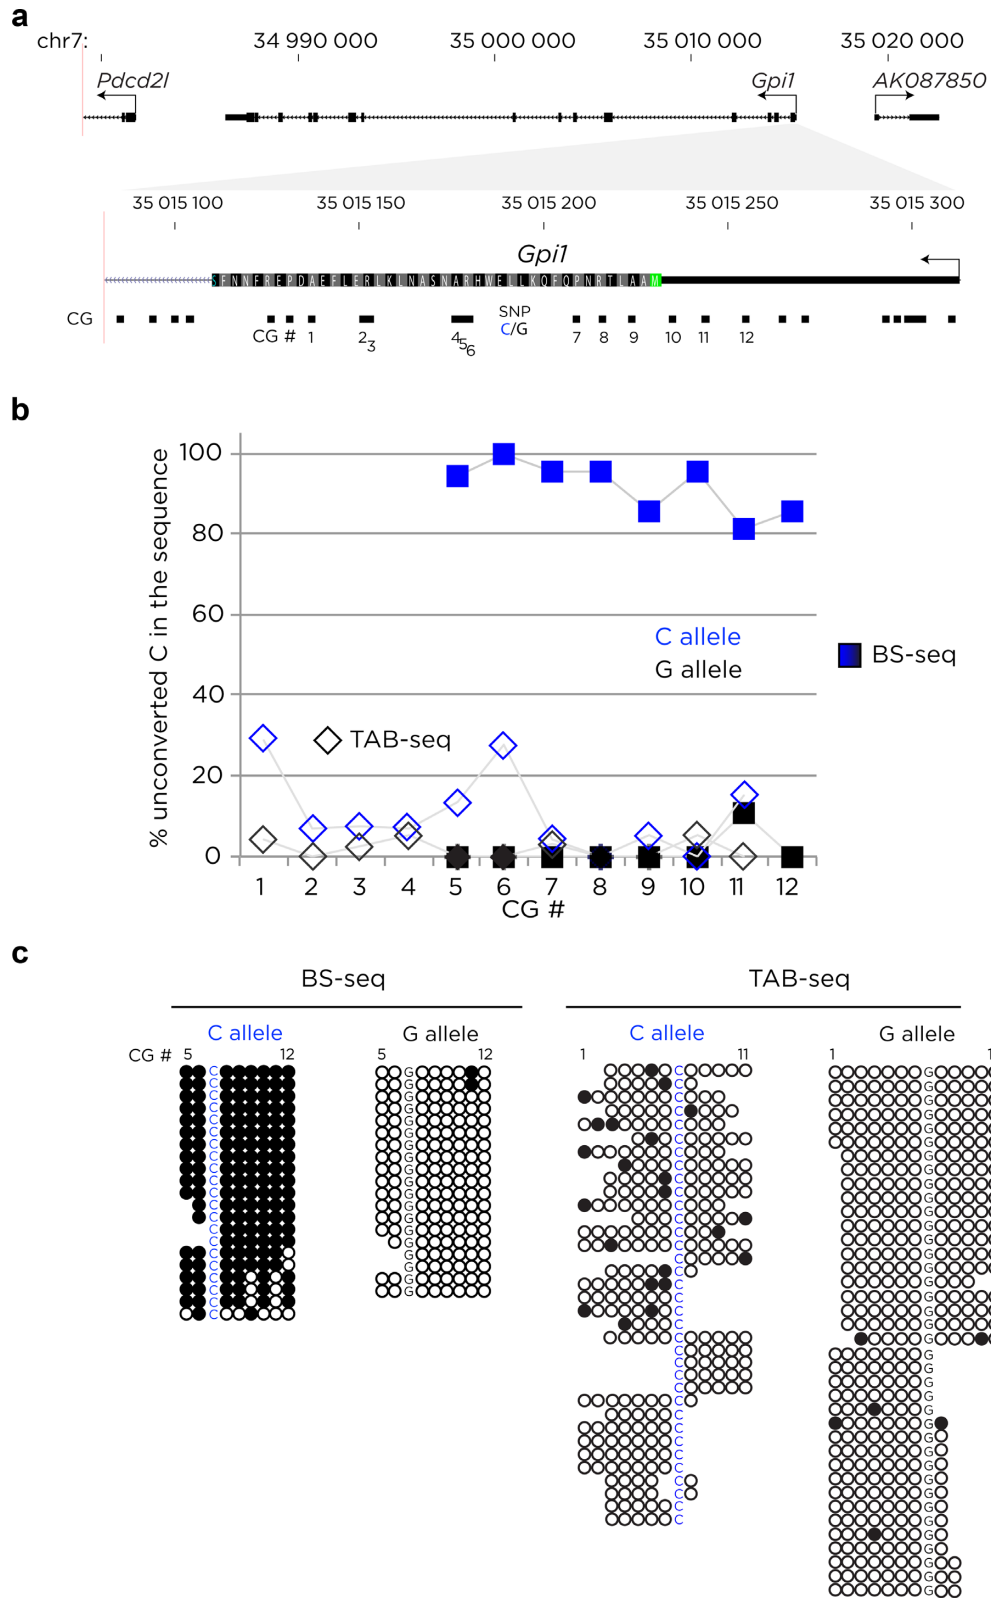 a
chr7: 34 990 000 35 000 000 35 010 000 35 020 000
Pdcd2l Gpi1 AK087850
35 015 100 35 015 150 35 015 200 35 015 250 35 015 300
Gpi1
SFNNFREPDAEFLERLKLNASNARHWELLKQFQPNRTLAAM
CG
SNP
C/G
CG # 1 2 3 4 5 6 7 8 9 10 11 12
b
% unconverted C in the sequence
100
80
60
40
20
0
C allele
G allele
BS-seq
TAB-seq
1 2 3 4 5 6 7 8 9 10 11 12
CG #
c
BS-seq TAB-seq
C allele G allele C allele G allele
CG # 5 12 5 12 1 11 1 1